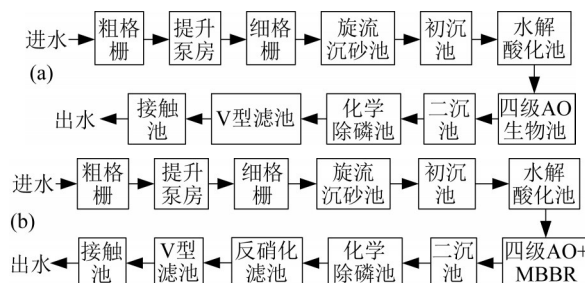 进水 粗格栅 提升泵房 细格栅 旋流沉砂池 初沉池 水解酸化池
(a)
出水 接触池 V型滤池 化学除磷池 二沉池 四级AO生物池
进水 粗格栅 提升泵房 细格栅 旋流沉砂池 初沉池 水解酸化池
(b)
出水 接触池 V型滤池 反硝化滤池 化学除磷池 二沉池 四级AO+MBBR